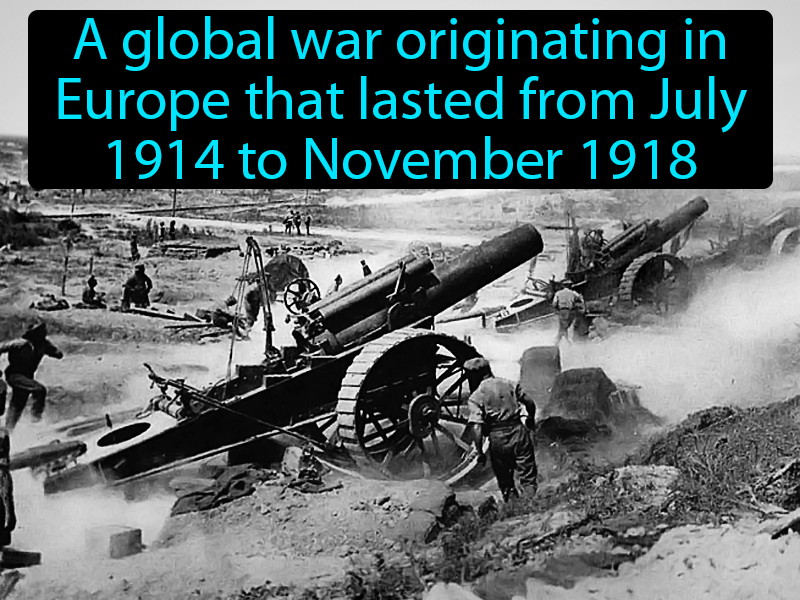 A global war originating in
Europe that lasted from July
1914 to November 1918